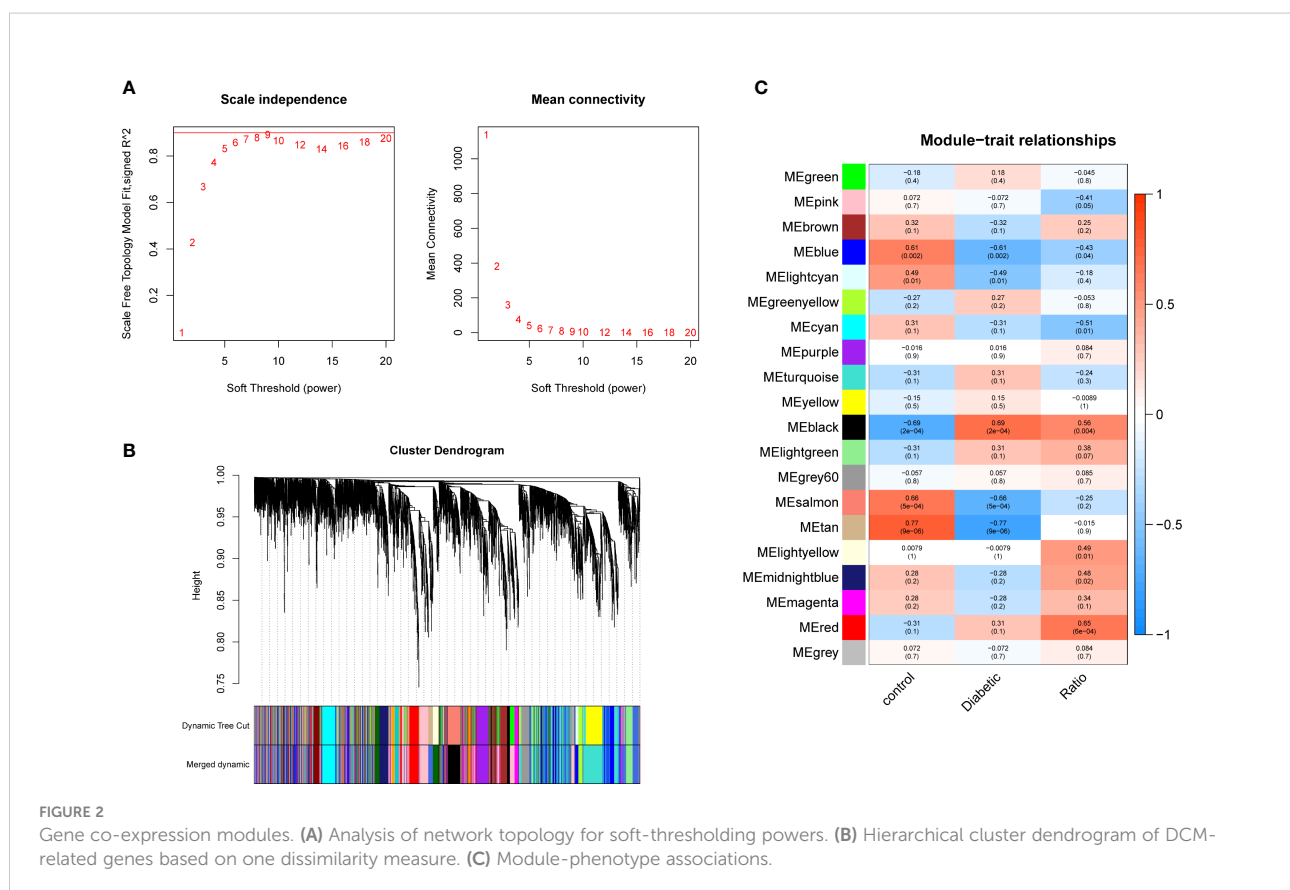 A
Scale independence
Scale Free Topology Model Fit,signed R^2
0.2 0.4 0.6 0.8
1 2 3 4 5 6 7 8 9 10 12 14 16 18 20
5 10 15 20
Soft Threshold (power)
Mean connectivity
Mean Connectivity
0 200 400 600 800 1000
1 2 3 4 5 6 7 8 9 10 12 14 16 18 20
5 10 15 20
Soft Threshold (power)
B
Cluster Dendrogram
Height
0.75 0.80 0.85 0.90 0.95 1.00
Dynamic Tree Cut
Merged dynamic
C
Module−trait relationships
MEgreen −0.18 (0.4) 0.18 (0.4) −0.045 (0.8)
MEpink 0.072 (0.7) −0.072 (0.7) −0.41 (0.05)
MEbrown 0.32 (0.1) −0.32 (0.1) 0.25 (0.2)
MEblue 0.61 (0.002) −0.61 (0.002) −0.43 (0.04)
MElightcyan 0.49 (0.01) −0.49 (0.01) −0.18 (0.4)
MEgreenyellow −0.27 (0.2) 0.27 (0.2) −0.053 (0.8)
MEcyan 0.31 (0.1) −0.31 (0.1) −0.51 (0.01)
MEpurple −0.016 (0.9) 0.016 (0.9) 0.084 (0.7)
MEturquoise −0.31 (0.1) 0.31 (0.1) −0.24 (0.3)
MEyellow −0.15 (0.5) 0.15 (0.5) −0.0089 (1)
MEblack −0.69 (2e−04) 0.69 (2e−04) 0.56 (0.004)
MElightgreen −0.31 (0.1) 0.31 (0.1) 0.38 (0.07)
MEgrey60 −0.057 (0.8) 0.057 (0.8) 0.085 (0.7)
MEsalmon 0.66 (5e−04) −0.66 (5e−04) −0.25 (0.2)
MEtan 0.77 (9e−06) −0.77 (9e−06) −0.015 (0.9)
MElightyellow 0.0079 (1) −0.0079 (1) 0.49 (0.01)
MEmidnightblue 0.28 (0.2) −0.28 (0.2) 0.48 (0.02)
MEmagenta 0.28 (0.2) −0.28 (0.2) 0.34 (0.1)
MEred −0.31 (0.1) 0.31 (0.1) 0.65 (6e−04)
MEgrey 0.072 (0.7) −0.072 (0.7) 0.084 (0.7)
control Diabetic Ratio
1
0.5
0
−0.5
−1
FIGURE 2
Gene co-expression modules. (A) Analysis of network topology for soft-thresholding powers. (B) Hierarchical cluster dendrogram of DCM-
related genes based on one dissimilarity measure. (C) Module-phenotype associations.